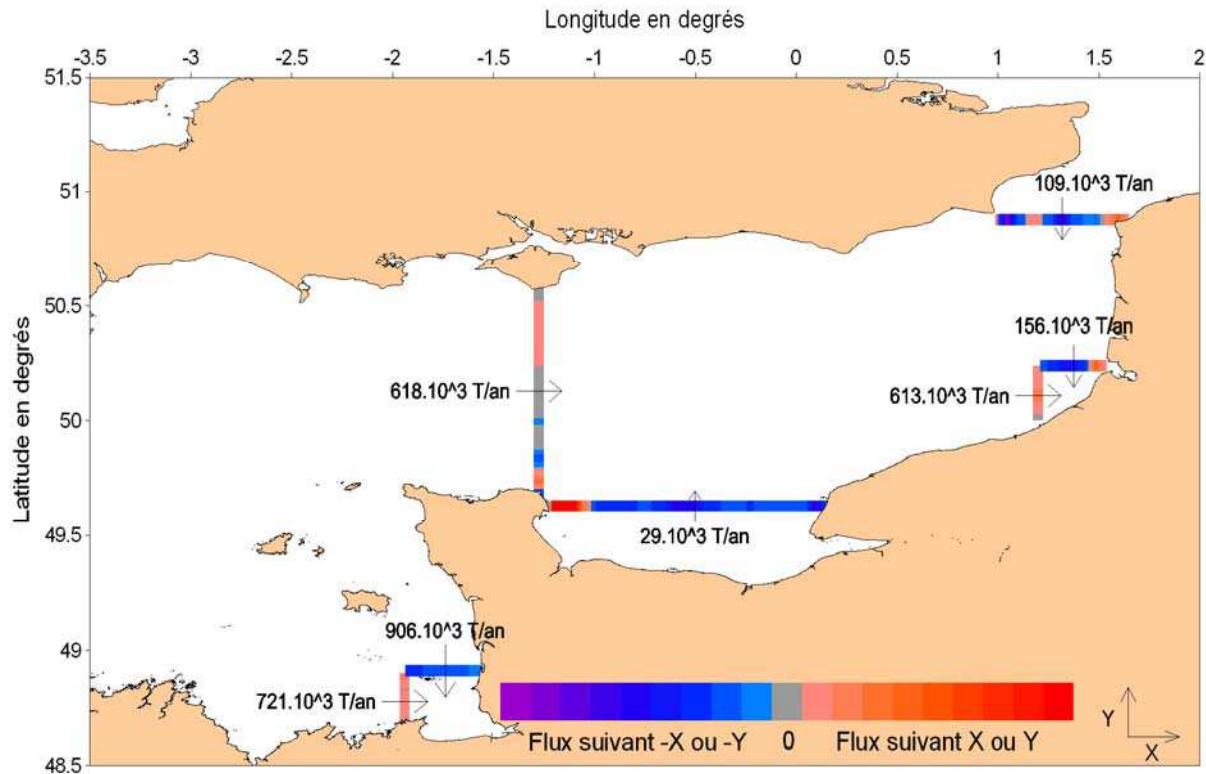 Longitude en degrés
-3.5 -3 -2.5 -2 -1.5 -1 -0.5 0 0.5 1 1.5 2
51.5
51
50.5
50
49.5
49
48.5
Latitude en degrés
109.10^3 T/an
156.10^3 T/an
618.10^3 T/an
613.10^3 T/an
29.10^3 T/an
906.10^3 T/an
721.10^3 T/an
Flux suivant -X ou -Y 0 Flux suivant X ou Y
Y
X